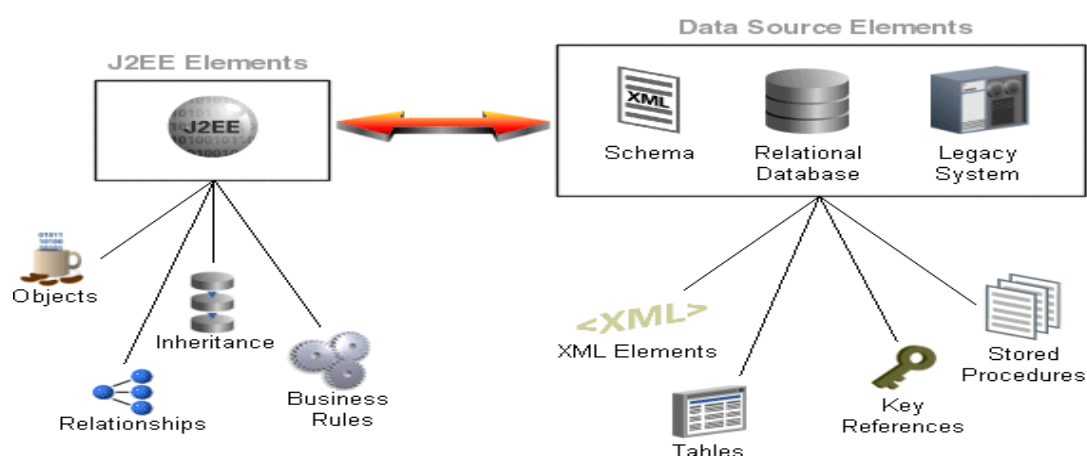 Data Source Elements
J2EE Elements
J2EE
XML
Schema
Relational
Database
Legacy
System
Objects
Inheritance
Relationships
Business
Rules
<XML>
XML Elements
Tables
Key
References
Stored
Procedures